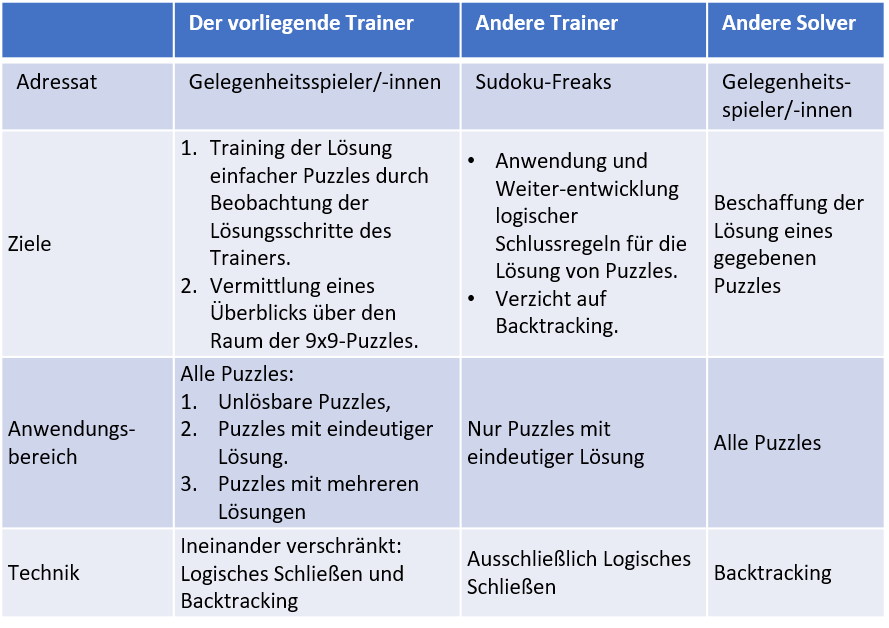 Der vorliegende Trainer
Andere Trainer
Andere Solver
Adressat
Gelegenheitsspieler/-innen
Sudoku-Freaks
Gelegenheits-
spieler/-innen
Ziele
1. Training der Lösung
einfacher Puzzles durch
Beobachtung der
Lösungsschritte des
Trainers.
2. Vermittlung eines
Überblicks über den
Raum der 9x9-Puzzles.
• Anwendung und
Weiter-entwicklung
logischer
Schlussregeln für die
Lösung von Puzzles.
• Verzicht auf
Backtracking.
Beschaffung der
Lösung eines
gegebenen
Puzzles
Anwendungs-
bereich
Alle Puzzles:
1. Unlösbare Puzzles,
2. Puzzles mit eindeutiger
Lösung.
3. Puzzles mit mehreren
Lösungen
Nur Puzzles mit
eindeutiger Lösung
Alle Puzzles
Technik
Ineinander verschränkt:
Logisches Schließen und
Backtracking
Ausschließlich Logisches
Schließen
Backtracking